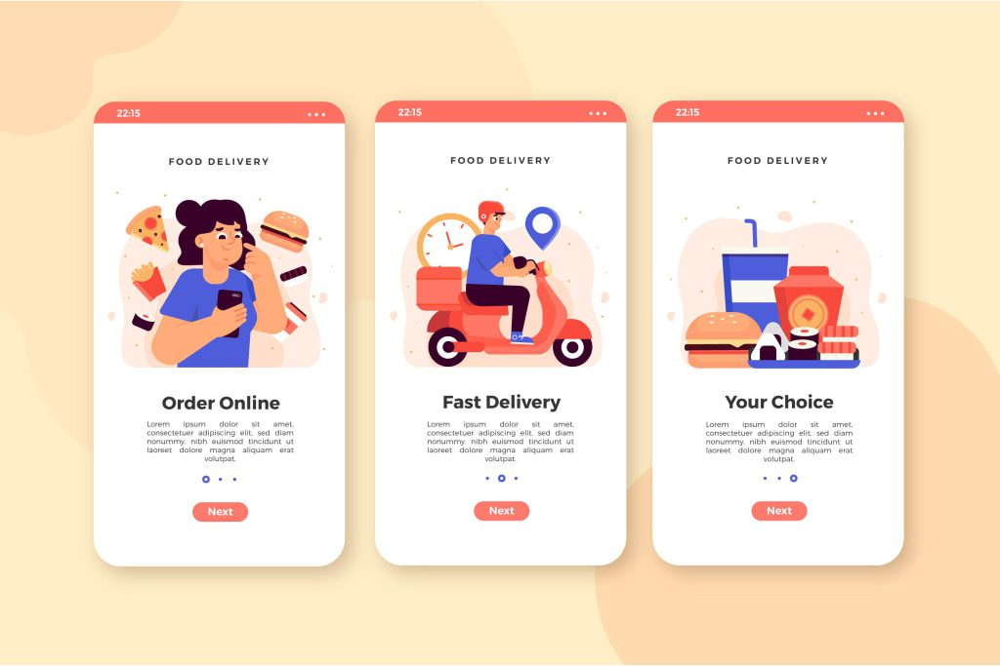 22:15
FOOD DELIVERY
Order Online
Lorem ipsum dolor sit amet,
consectetuer adipiscing elit, sed diam
nonummy, nibh euismod tincidunt ut
laoreet dolore magna aliquam erat
volutpat.
Next
22:15
FOOD DELIVERY
Fast Delivery
Lorem ipsum dolor sit amet,
consectetuer adipiscing elit, sed diam
nonummy, nibh euismod tincidunt ut
laoreet dolore magna aliquam erat
volutpat.
Next
22:15
FOOD DELIVERY
Your Choice
Lorem ipsum dolor sit amet,
consectetuer adipiscing elit, sed diam
nonummy, nibh euismod tincidunt ut
laoreet dolore magna aliquam erat
volutpat.
Next